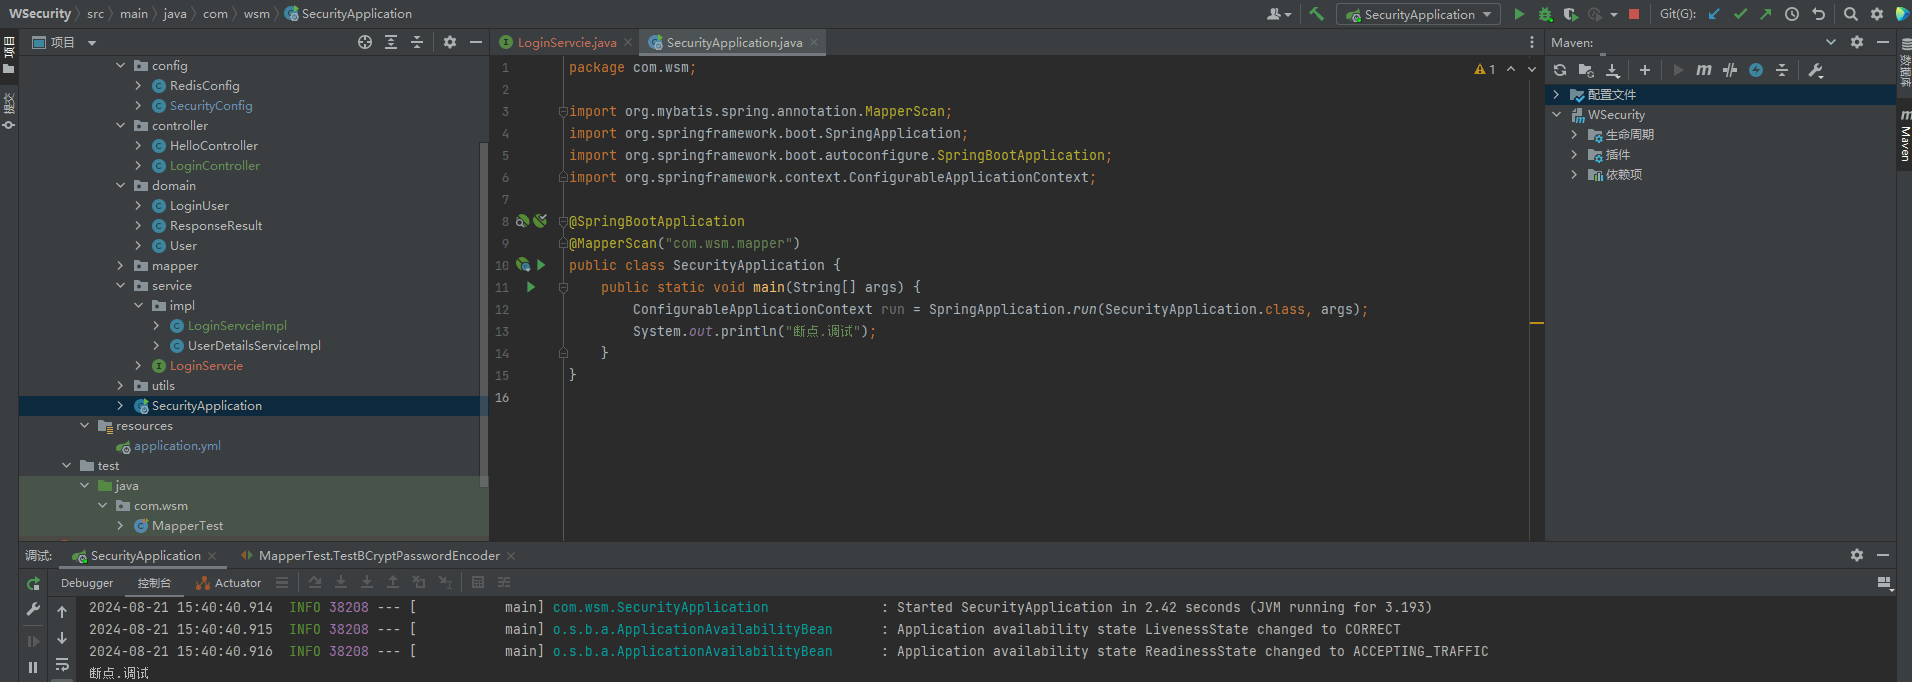 WSecurity src main java com wsm SecurityApplication
SecurityApplication
Git(G):
项目
提交
项目
config
RedisConfig
SecurityConfig
controller
HelloController
LoginController
domain
LoginUser
ResponseResult
User
mapper
service
impl
LoginServcieImpl
UserDetailsServiceImpl
LoginServcie
utils
SecurityApplication
resources
application.yml
test
java
com.wsm
MapperTest
LoginServcie.java
SecurityApplication.java
1 package com.wsm;
2
3 import org.mybatis.spring.annotation.MapperScan;
4 import org.springframework.boot.SpringApplication;
5 import org.springframework.boot.autoconfigure.SpringBootApplication;
6 import org.springframework.context.ConfigurableApplicationContext;
7
8 @SpringBootApplication
9 @MapperScan("com.wsm.mapper")
10 public class SecurityApplication {
11 public static void main(String[] args) {
12 ConfigurableApplicationContext run = SpringApplication.run(SecurityApplication.class, args);
13 System.out.println("断点.调试");
14 }
15 }
16
1
Maven:
配置文件
WSecurity
生命周期
插件
依赖项
数据库
Maven
调试:
SecurityApplication
MapperTest.TestBCryptPasswordEncoder
Debugger
控制台
Actuator
2024-08-21 15:40:40.914 INFO 38208 --- [ main] com.wsm.SecurityApplication : Started SecurityApplication in 2.42 seconds (JVM running for 3.193)
2024-08-21 15:40:40.915 INFO 38208 --- [ main] o.s.b.a.ApplicationAvailabilityBean : Application availability state LivenessState changed to CORRECT
2024-08-21 15:40:40.916 INFO 38208 --- [ main] o.s.b.a.ApplicationAvailabilityBean : Application availability state ReadinessState changed to ACCEPTING_TRAFFIC
断点.调试